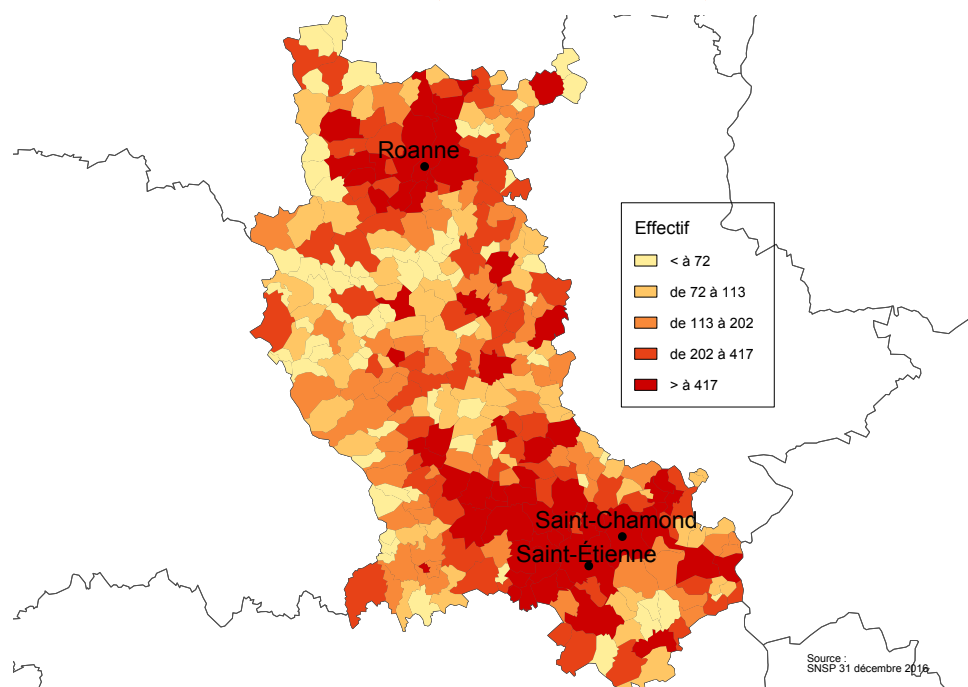 Roanne
Effectif
< à 72
de 72 à 113
de 113 à 202
de 202 à 417
> à 417
Saint-Chamond
Saint-Étienne
Source :
SNSP 31 décembre 2016